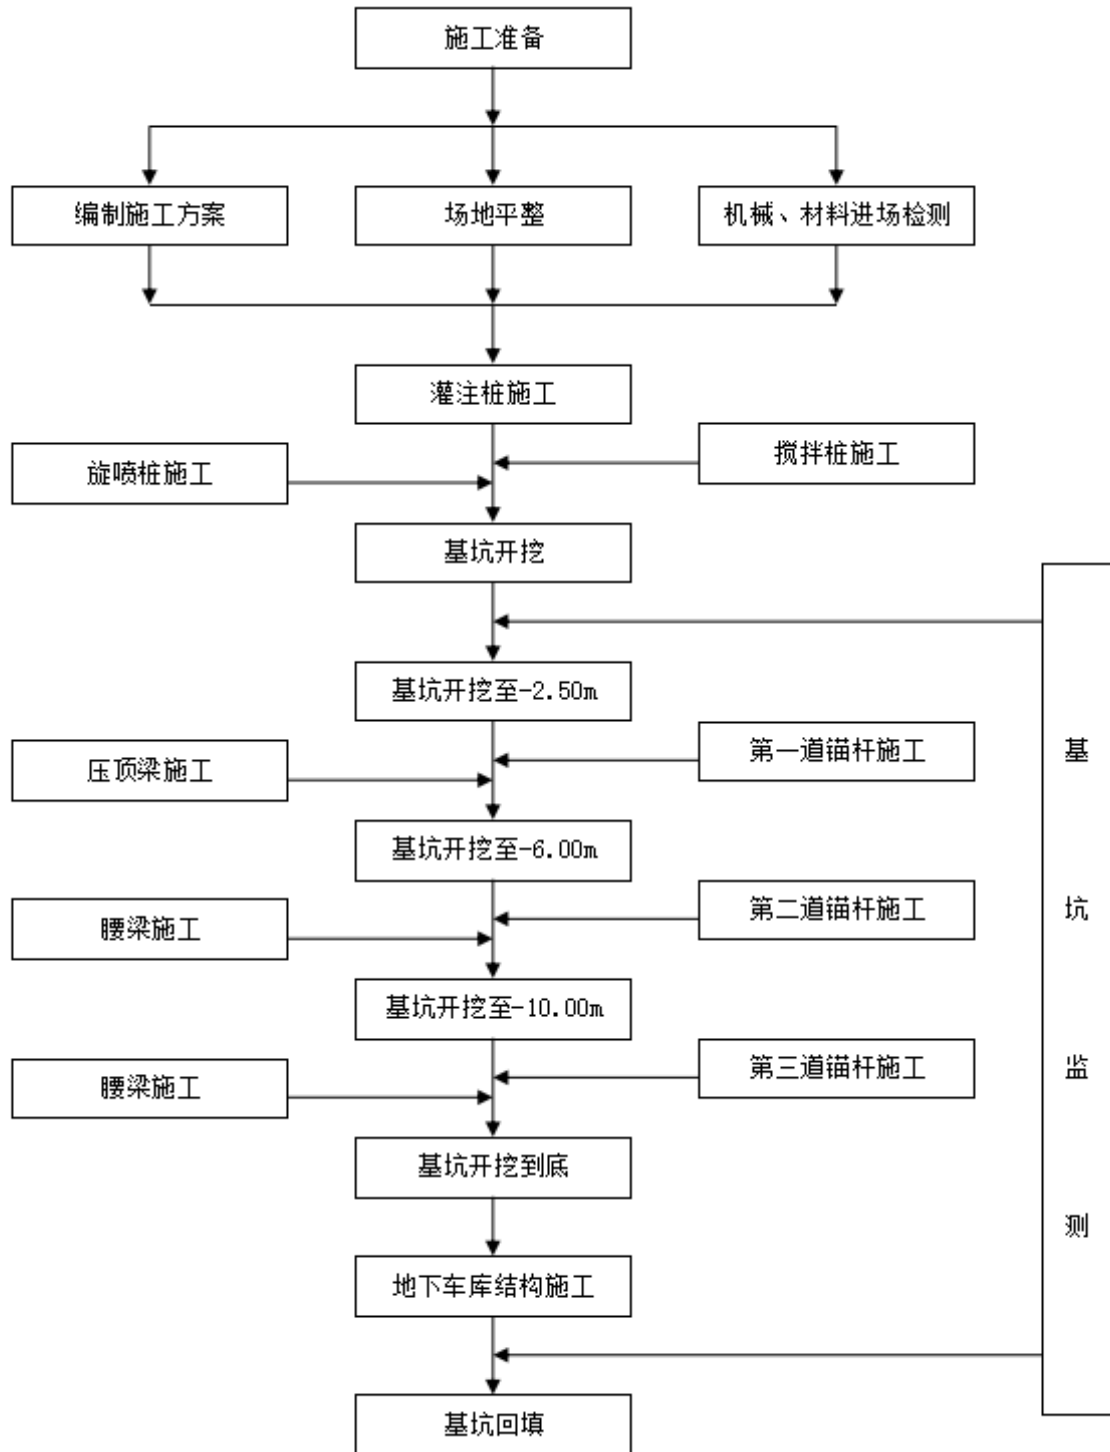 施工准备
编制施工方案
场地平整
机械、材料进场检测
灌注桩施工
旋喷桩施工
搅拌桩施工
基坑开挖
基坑开挖至-2.50m
压顶梁施工
第一道锚杆施工
基坑开挖至-6.00m
腰梁施工
第二道锚杆施工
基坑开挖至-10.00m
腰梁施工
第三道锚杆施工
基坑开挖到底
地下车库结构施工
基坑回填
基坑监测